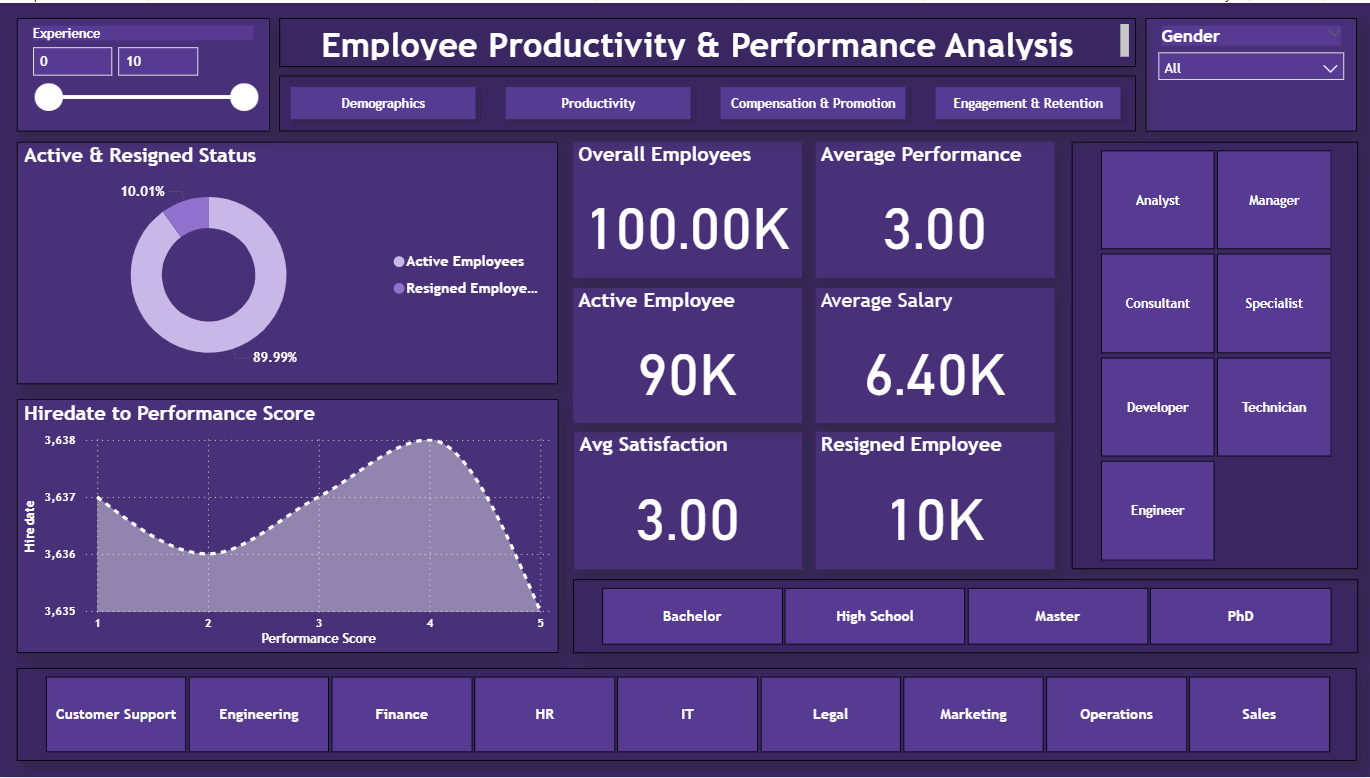 Experience
0
10
Employee Productivity & Performance Analysis
Gender
All
Demographics
Productivity
Compensation & Promotion
Engagement & Retention
Active & Resigned Status
10.01%
89.99%
Active Employees
Resigned Employe...
Overall Employees
100.00K
Average Performance
3.00
Active Employee
90K
Average Salary
6.40K
Avg Satisfaction
3.00
Resigned Employee
10K
Analyst
Manager
Consultant
Specialist
Developer
Technician
Engineer
Hiredate to Performance Score
Hire date
3,638
3,637
3,636
3,635
1 2 3 4 5
Performance Score
Bachelor
High School
Master
PhD
Customer Support
Engineering
Finance
HR
IT
Legal
Marketing
Operations
Sales